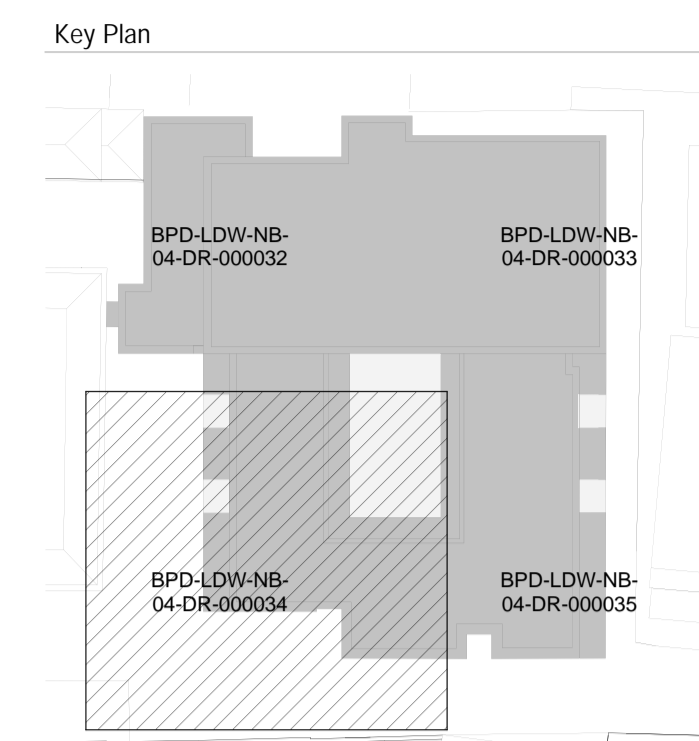 Key Plan
BPD-LDW-NB-
04-DR-000032
BPD-LDW-NB-
04-DR-000033
BPD-LDW-NB-
04-DR-000034
BPD-LDW-NB-
04-DR-000035